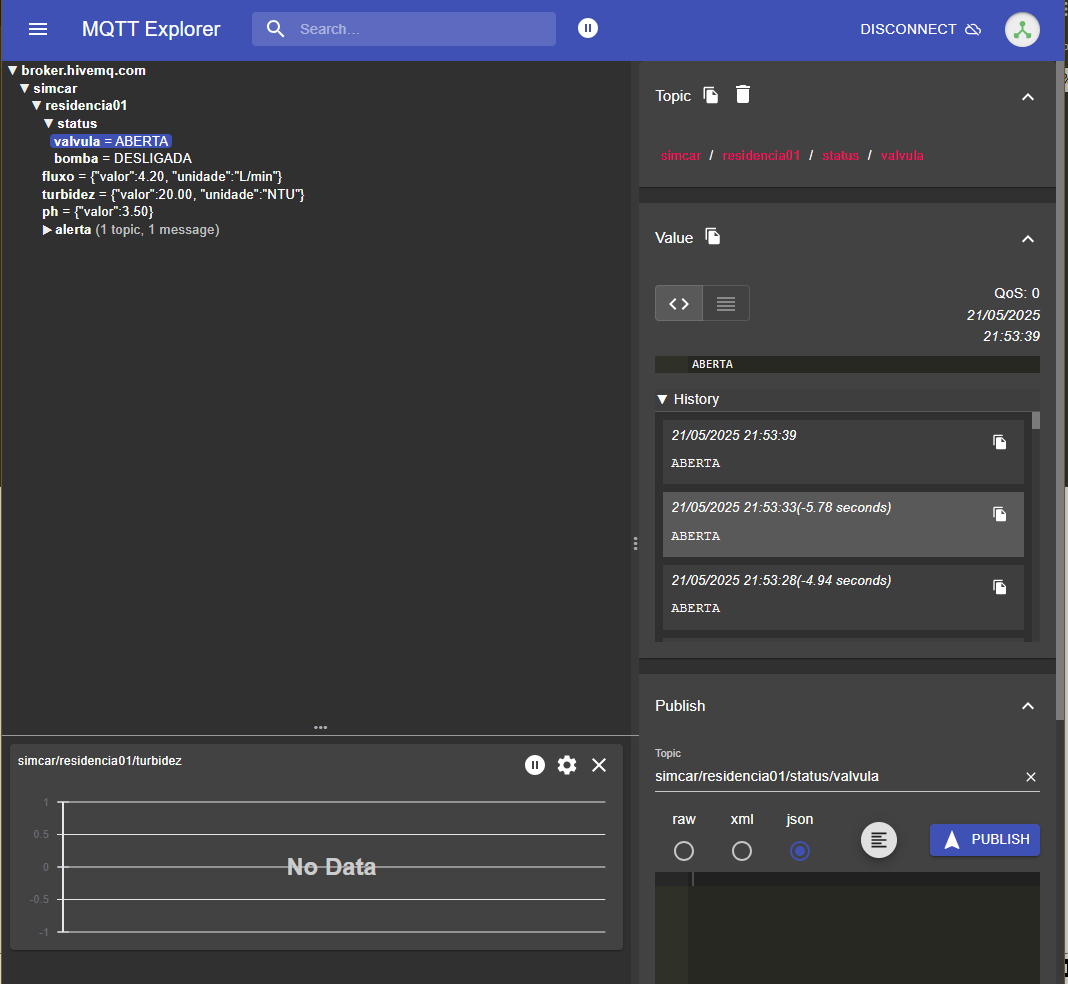 MQTT Explorer
Search...
DISCONNECT
▼ broker.hivemq.com
▼ simcar
▼ residencia01
▼ status
valvula = ABERTA
bomba = DESLIGADA
fluxo = {"valor":4.20, "unidade":"L/min"}
turbidez = {"valor":20.00, "unidade":"NTU"}
ph = {"valor":3.50}
▶ alerta (1 topic, 1 message)
simcar/residencia01/turbidez
1
0.5
0
-0.5
-1
No Data
Topic
simcar / residencia01 / status / valvula
Value
QoS: 0
21/05/2025
21:53:39
ABERTA
▼ History
21/05/2025 21:53:39
ABERTA
21/05/2025 21:53:33(-5.78 seconds)
ABERTA
21/05/2025 21:53:28(-4.94 seconds)
ABERTA
Publish
Topic
simcar/residencia01/status/valvula
raw xml json
PUBLISH